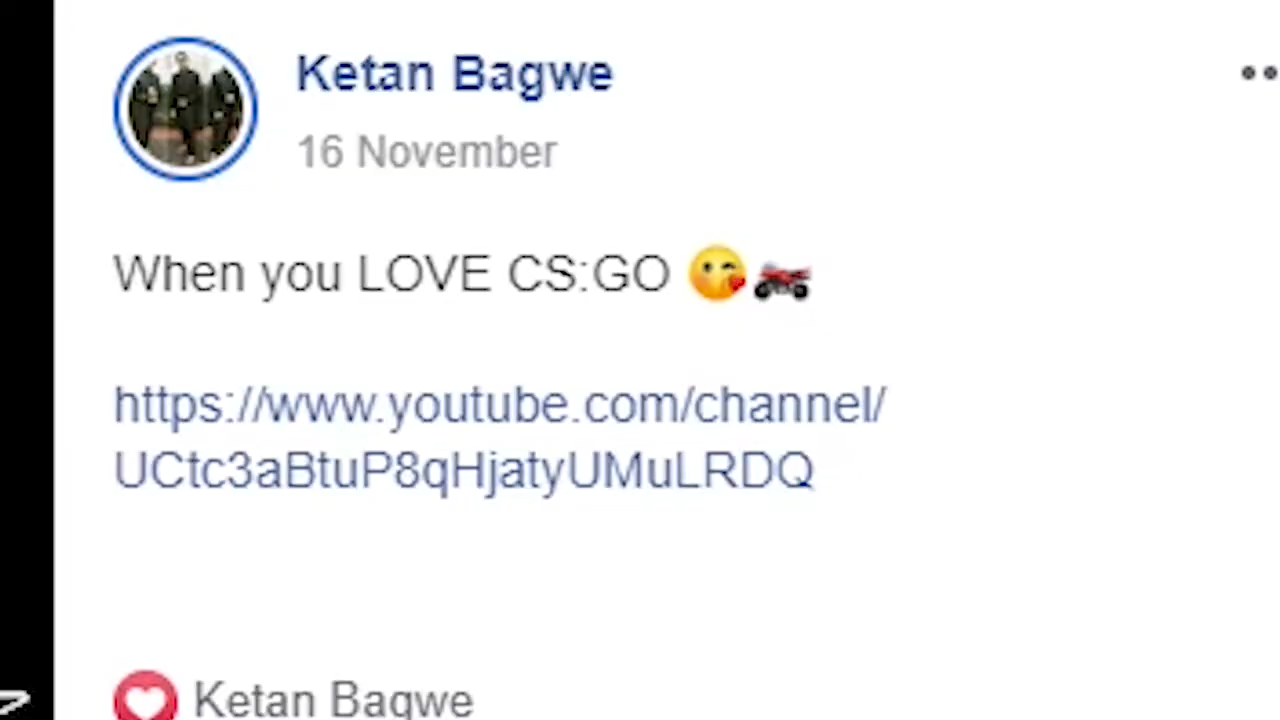 Ketan Bagwe
16 November
When you LOVE CS:GO 😘🏍
https://www.youtube.com/channel/
UCtc3aBtuP8qHjatyUMuLRDQ
Ketan Bagwe